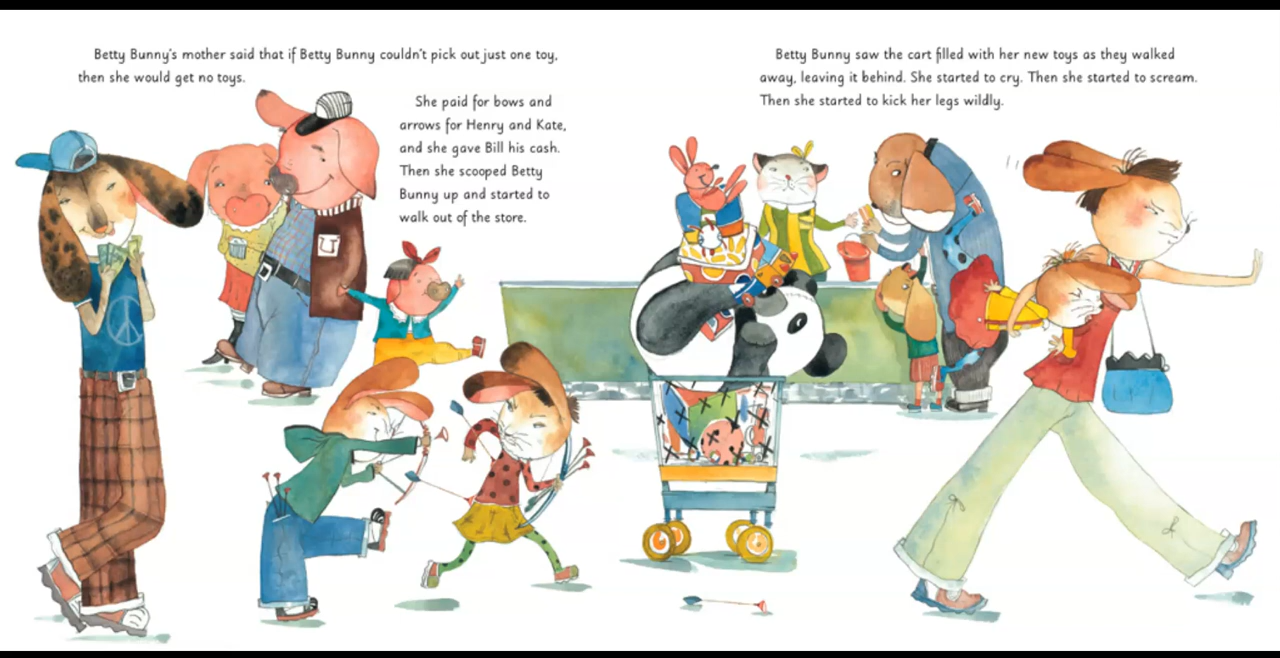 Betty Bunny's mother said that if Betty Bunny couldn't pick out just one toy,
then she would get no toys.
She paid for bows and
arrows for Henry and Kate,
and she gave Bill his cash.
Then she scooped Betty
Bunny up and started to
walk out of the store.
Betty Bunny saw the cart filled with her new toys as they walked
away, leaving it behind. She started to cry. Then she started to scream.
Then she started to kick her legs wildly.